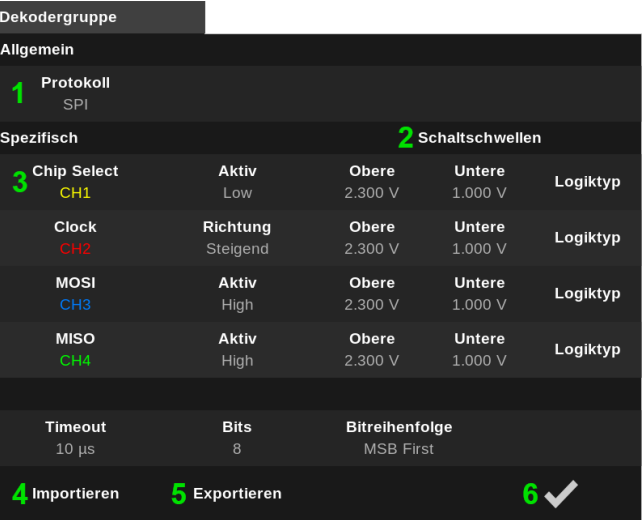 Dekodergruppe
Allgemein
1 Protokoll
SPI
Spezifisch 2 Schaltschwellen
3 Chip Select Aktiv Obere Untere Logiktyp
CH1 Low 2.300 V 1.000 V
Clock Richtung Obere Untere Logiktyp
CH2 Steigend 2.300 V 1.000 V
MOSI Aktiv Obere Untere Logiktyp
CH3 High 2.300 V 1.000 V
MISO Aktiv Obere Untere Logiktyp
CH4 High 2.300 V 1.000 V
Timeout Bits Bitreihenfolge
10 µs 8 MSB First
4 Importieren 5 Exportieren 6